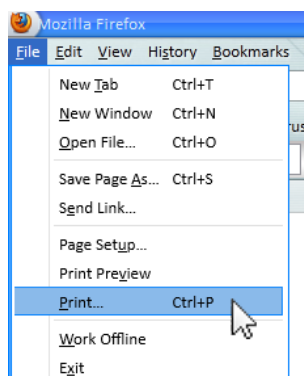 Mozilla Firefox
File Edit View History Bookmarks
New Tab Ctrl+T
New Window Ctrl+N
Open File... Ctrl+O
Save Page As... Ctrl+S
Send Link...
Page Setup...
Print Preview
Print... Ctrl+P
Work Offline
Exit